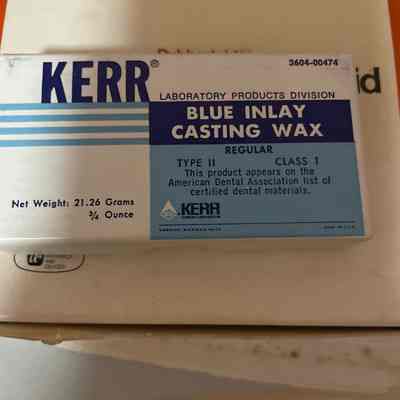 3604-00474
KERR®
LABORATORY PRODUCTS DIVISION
BLUE INLAY
CASTING WAX
REGULAR
TYPE II CLASS 1
This product appears on the
American Dental Association list of
certified dental materials.
Net Weight: 21.26 Grams
¾ Ounce
KERR
id